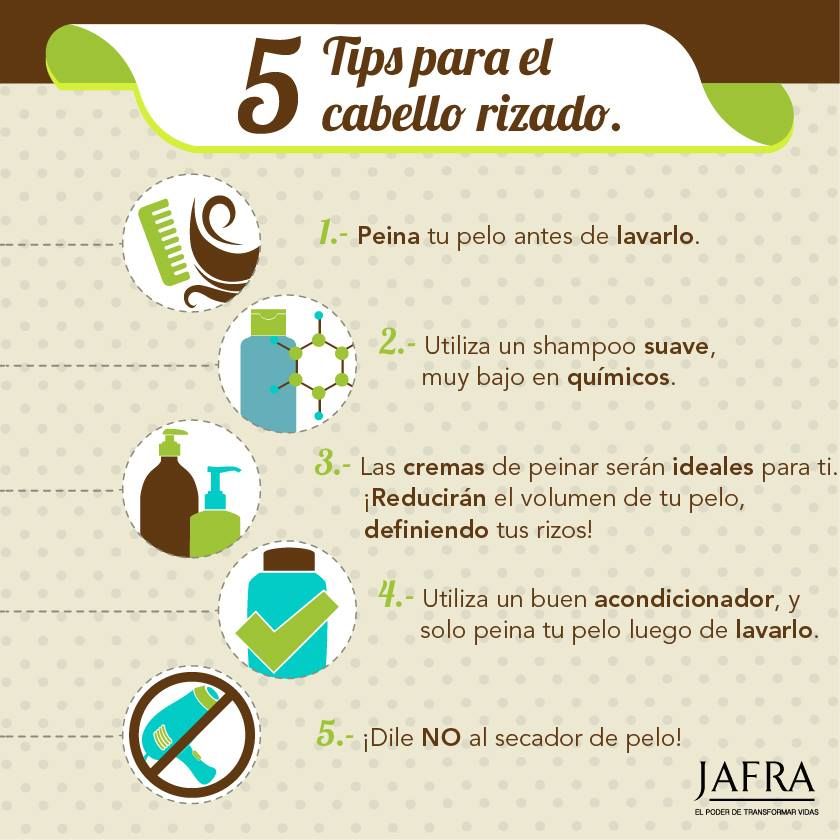 5 Tips para el
cabello rizado.
1.- Peina tu pelo antes de lavarlo.
2.- Utiliza un shampoo suave,
muy bajo en químicos.
3.- Las cremas de peinar serán ideales para ti.
¡Reducirán el volumen de tu pelo,
definiendo tus rizos!
4.- Utiliza un buen acondicionador, y
solo peina tu pelo luego de lavarlo.
5.- ¡Dile NO al secador de pelo!
JAFRA
EL PODER DE TRANSFORMAR VIDAS